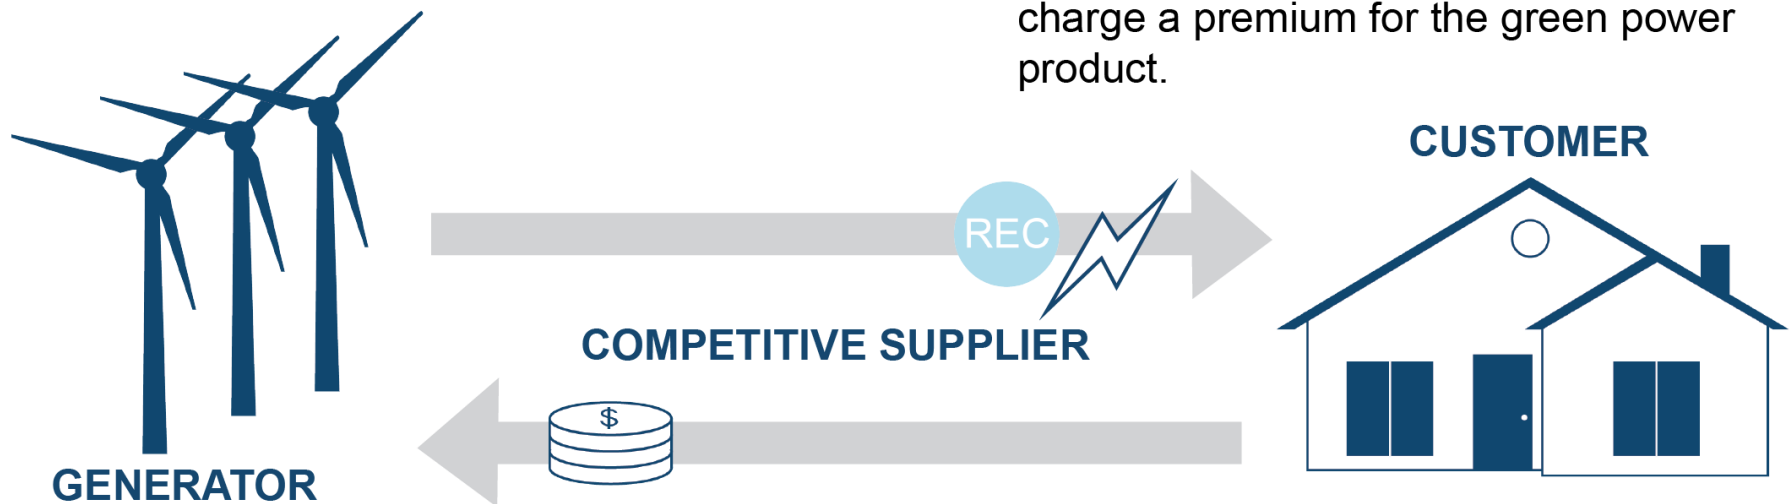 charge a premium for the green power
product.
CUSTOMER
REC
COMPETITIVE SUPPLIER
$
GENERATOR